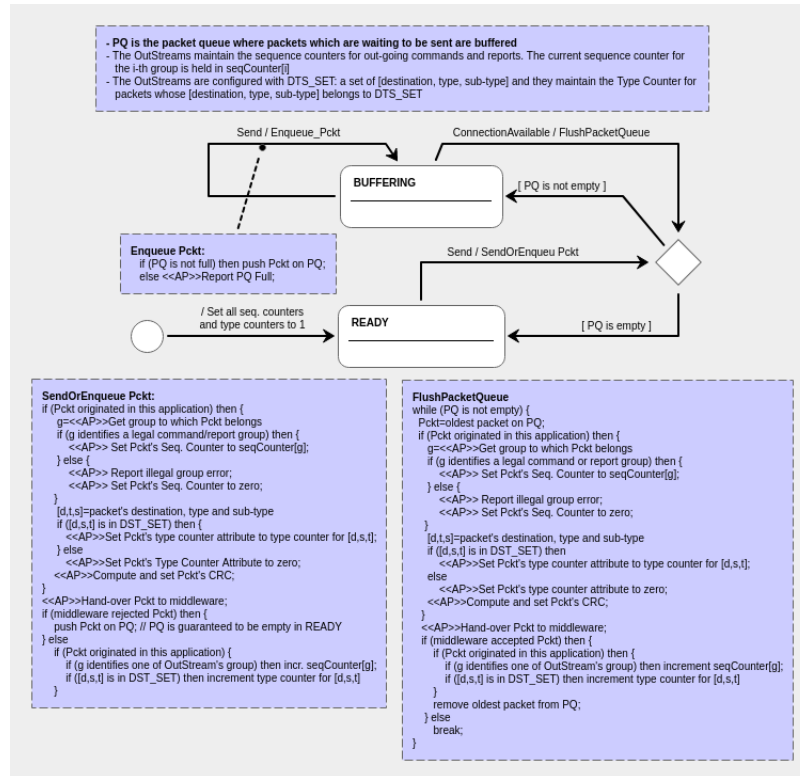 - PQ is the packet queue where packets which are waiting to be sent are buffered
- The OutStreams maintain the sequence counters for out-going commands and reports. The current sequence counter for
the i-th group is held in seqCounter[i]
- The OutStreams are configured with DTS_SET: a set of [destination, type, sub-type] and they maintain the Type Counter for
packets whose [destination, type, sub-type] belongs to DTS_SET
Send / Enqueue_Pckt
ConnectionAvailable / FlushPacketQueue
BUFFERING
[ PQ is not empty ]
Enqueue Pckt:
if (PQ is not full) then push Pckt on PQ;
else <<AP>>Report PQ Full;
Send / SendOrEnqueu Pckt
/ Set all seq. counters
and type counters to 1
READY
[ PQ is empty ]
SendOrEnqueue Pckt:
if (Pckt originated in this application) then {
g=<<AP>>Get group to which Pckt belongs
if (g identifies a legal command/report group) then {
<<AP>> Set Pckt's Seq. Counter to seqCounter[g];
} else {
<<AP>> Report illegal group error;
<<AP>> Set Pckt's Seq. Counter to zero;
}
[d,t,s]=packet's destination, type and sub-type
if ([d,s,t] is in DST_SET) then {
<<AP>>Set Pckt's type counter attribute to type counter for [d,s,t];
} else
<<AP>>Set Pckt's Type Counter Attribute to zero;
<<AP>>Compute and set Pckt's CRC;
}
<<AP>>Hand-over Pckt to middleware;
if (middleware rejected Pckt) then {
push Pckt on PQ; // PQ is guaranteed to be empty in READY
} else
if (Pckt originated in this application) {
if (g identifies one of OutStream's group) then incr. seqCounter[g];
if ([d,s,t] is in DST_SET) then increment type counter for [d,s,t]
}
FlushPacketQueue
while (PQ is not empty) {
Pckt=oldest packet on PQ;
if (Pckt originated in this application) then {
g=<<AP>>Get group to which Pckt belongs
if (g identifies a legal command or report group) then {
<<AP>> Set Pckt's Seq. Counter to seqCounter[g];
} else {
<<AP>> Report illegal group error;
<<AP>> Set Pckt's Seq. Counter to zero;
}
[d,t,s]=packet's destination, type and sub-type
if ([d,s,t] is in DST_SET) then
<<AP>>Set Pckt's type counter attribute to type counter for [d,s,t];
else
<<AP>>Set Pckt's type counter attribute to zero;
<<AP>>Compute and set Pckt's CRC;
}
<<AP>>Hand-over Pckt to middleware;
if (middleware accepted Pckt) then {
if (Pckt originated in this application) then {
if (g identifies one of OutStream's group) then increment seqCounter[g];
if ([d,s,t] is in DST_SET) then increment type counter for [d,s,t]
}
remove oldest packet from PQ;
} else
break;
}